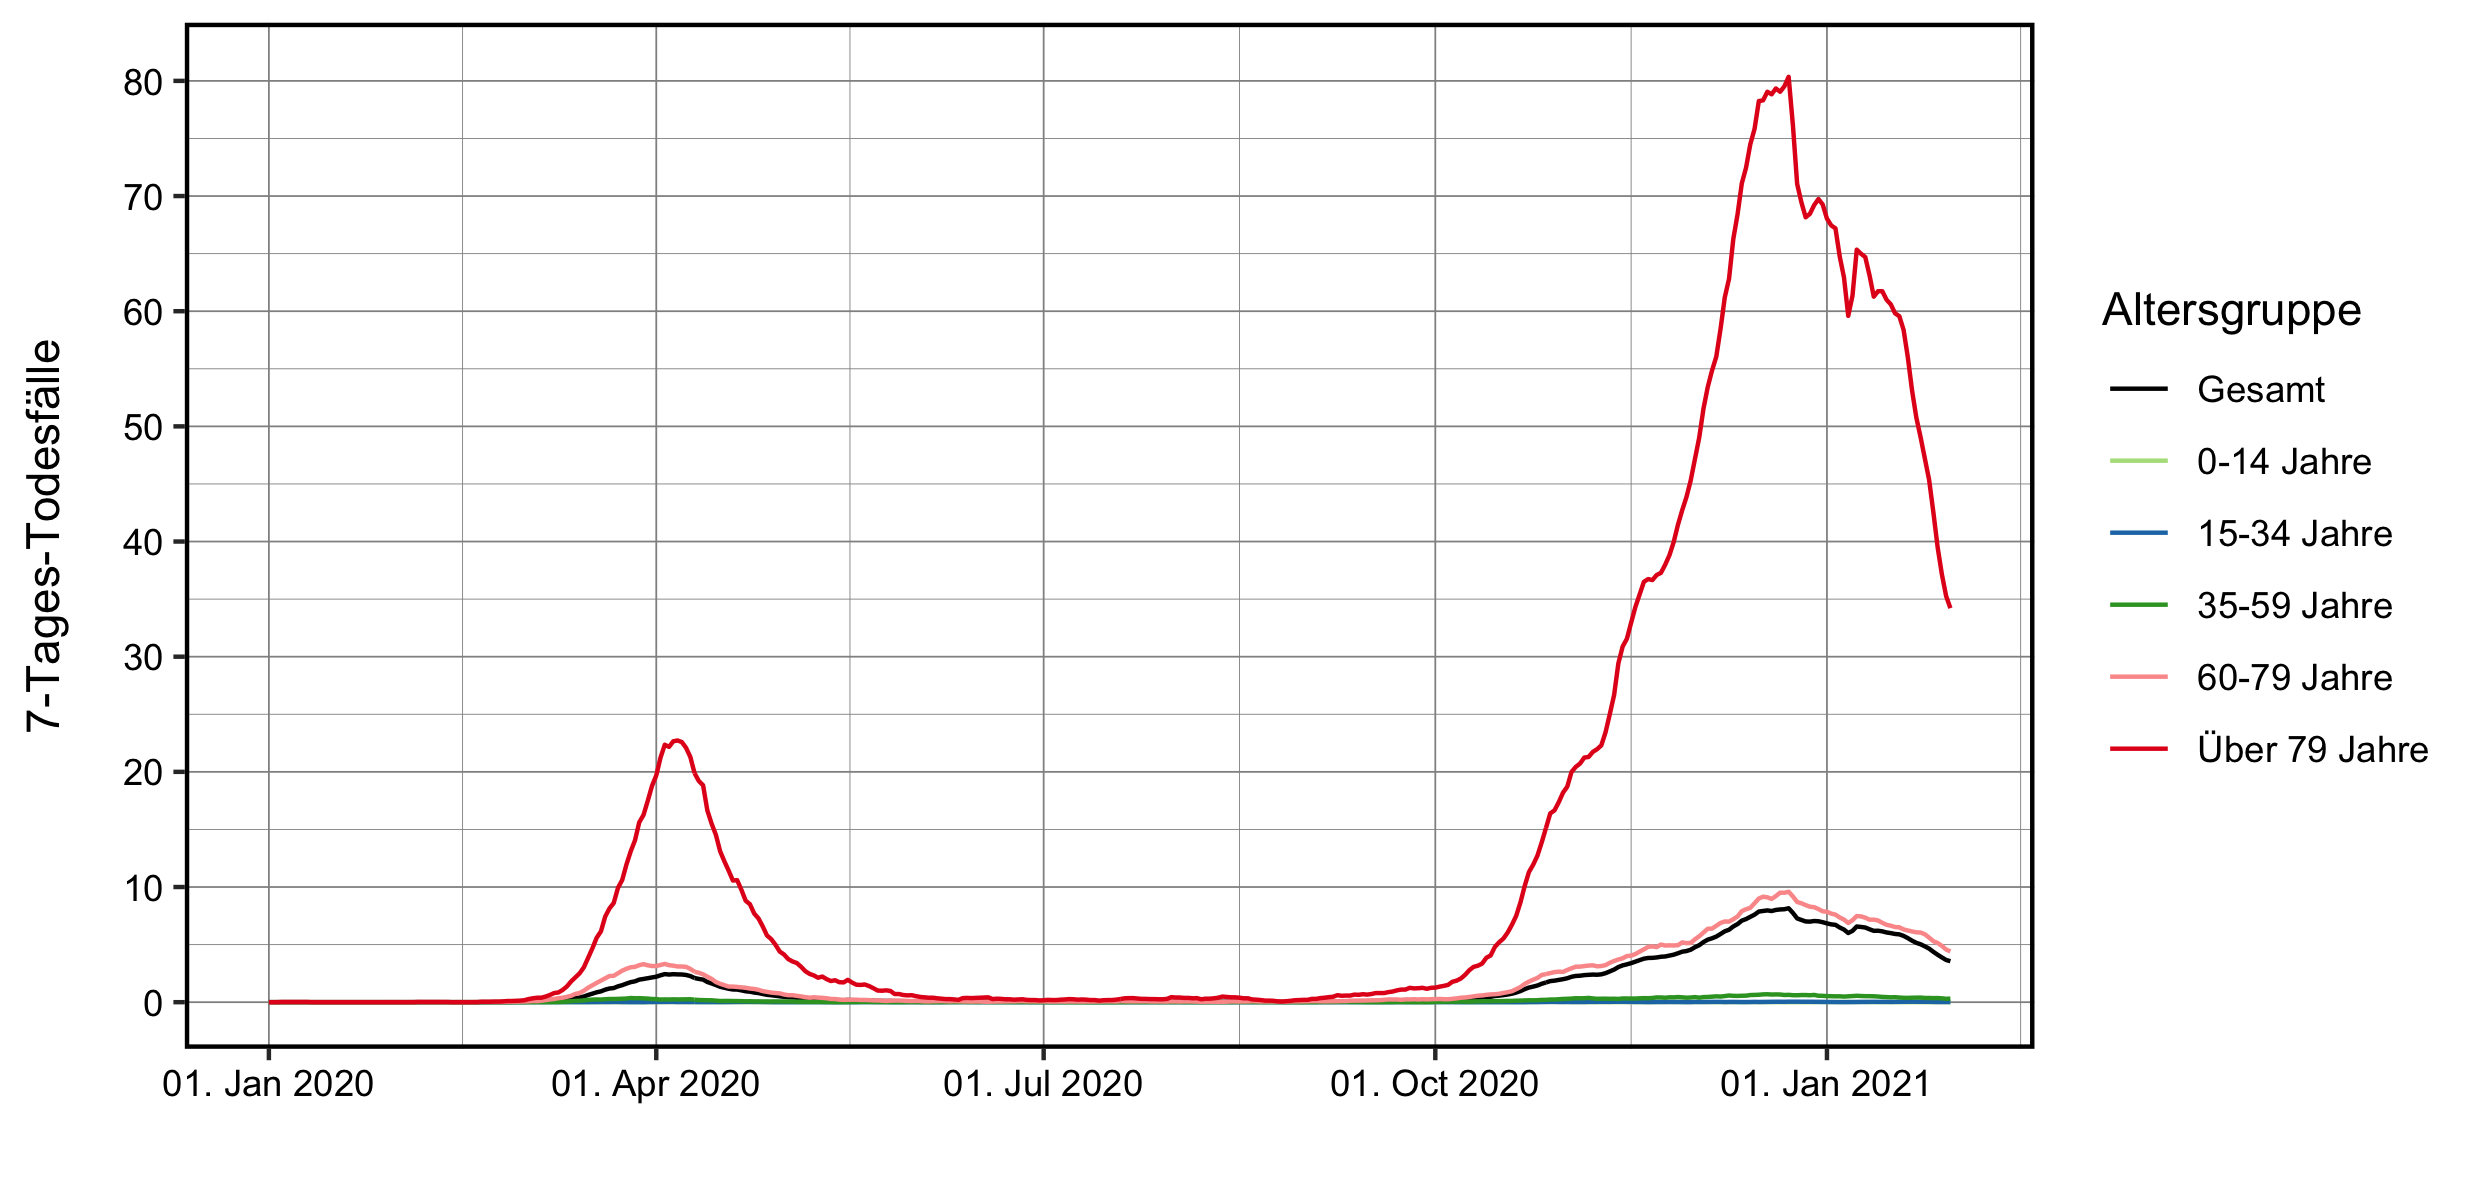 7-Tages-Todesfälle
80
70
60
50
40
30
20
10
0
01. Jan 2020
01. Apr 2020
01. Jul 2020
01. Oct 2020
01. Jan 2021
Altersgruppe
Gesamt
0-14 Jahre
15-34 Jahre
35-59 Jahre
60-79 Jahre
Über 79 Jahre